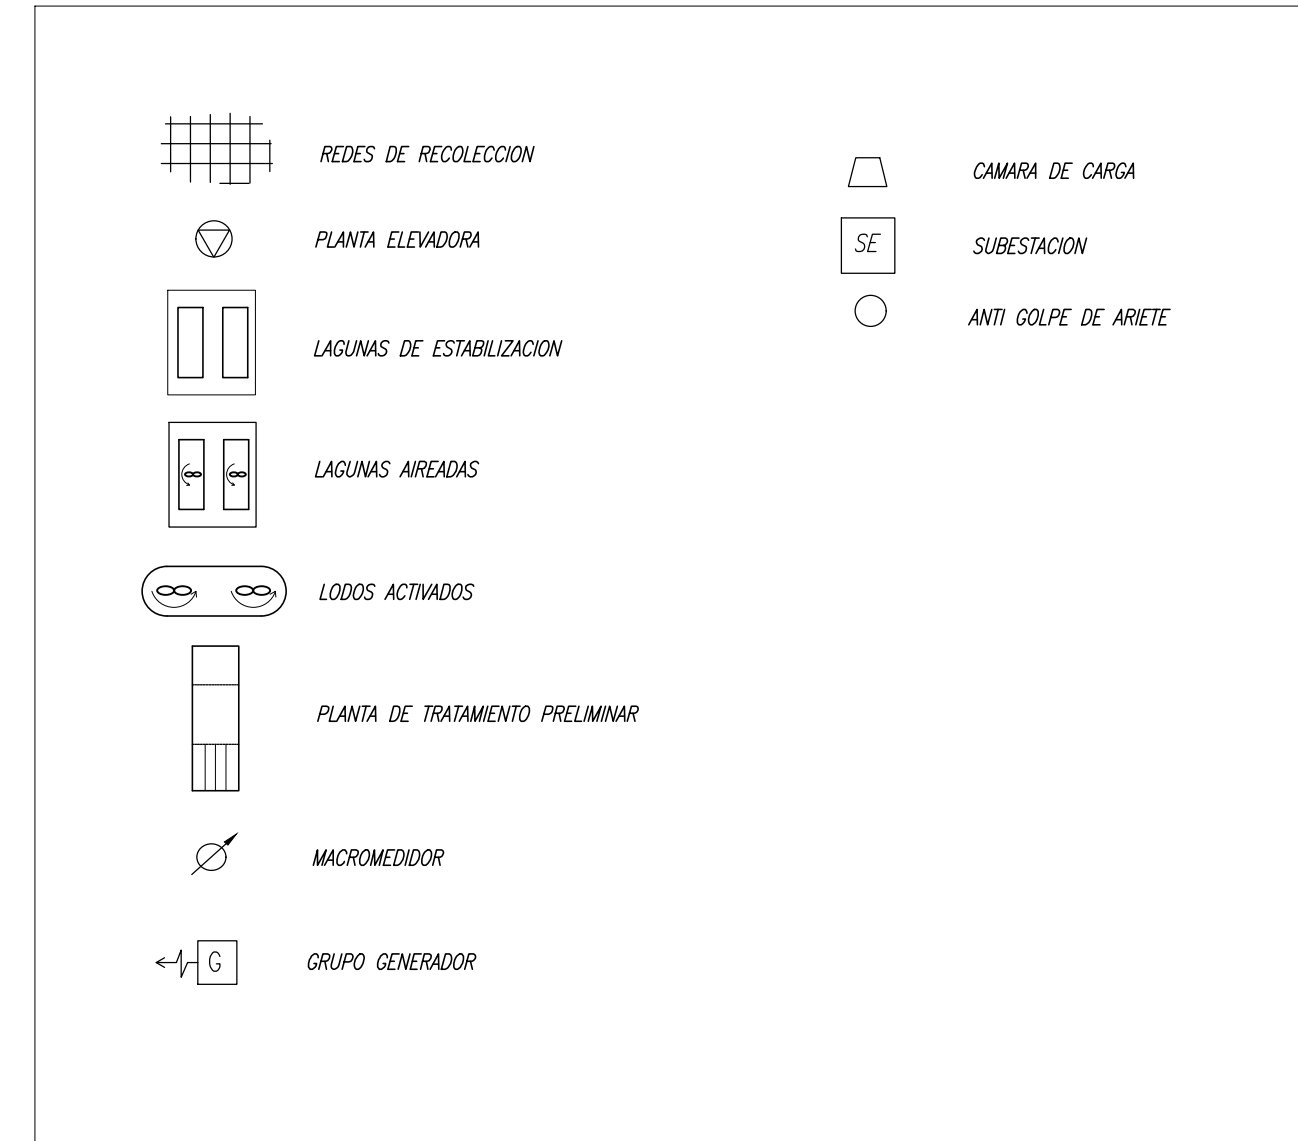 REDES DE RECOLECCION
PLANTA ELEVADORA
LAGUNAS DE ESTABILIZACION
LAGUNAS AIREADAS
LODOS ACTIVADOS
PLANTA DE TRATAMIENTO PRELIMINAR
MACROMEDIDOR
G
GRUPO GENERADOR
CAMARA DE CARGA
SE
SUBESTACION
ANTI GOLPE DE ARIETE